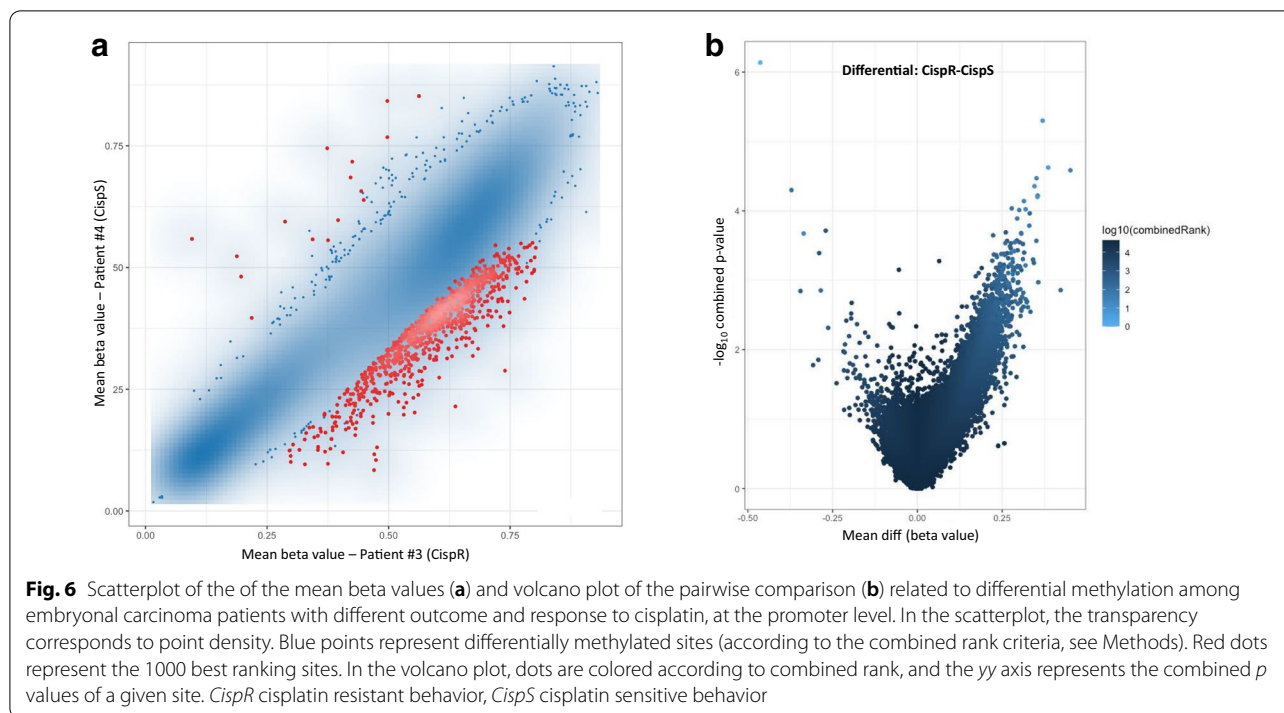 a
Mean beta value – Patient #4 (CispS)
0.75
50
25
0.00
0.00
0.25
0.50
0.75
Mean beta value – Patient #3 (CispR)
b
Differential: CispR-CispS
-log10 combined p-value
6
4
2
0
-0.50
-0.25
0.00
0.25
Mean diff (beta value)
log10(combinedRank)
4
3
2
1
0
Fig. 6 Scatterplot of the of the mean beta values (a) and volcano plot of the pairwise comparison (b) related to differential methylation among
embryonal carcinoma patients with different outcome and response to cisplatin, at the promoter level. In the scatterplot, the transparency
corresponds to point density. Blue points represent differentially methylated sites (according to the combined rank criteria, see Methods). Red dots
represent the 1000 best ranking sites. In the volcano plot, dots are colored according to combined rank, and the yy axis represents the combined p
values of a given site. CispR cisplatin resistant behavior, CispS cisplatin sensitive behavior